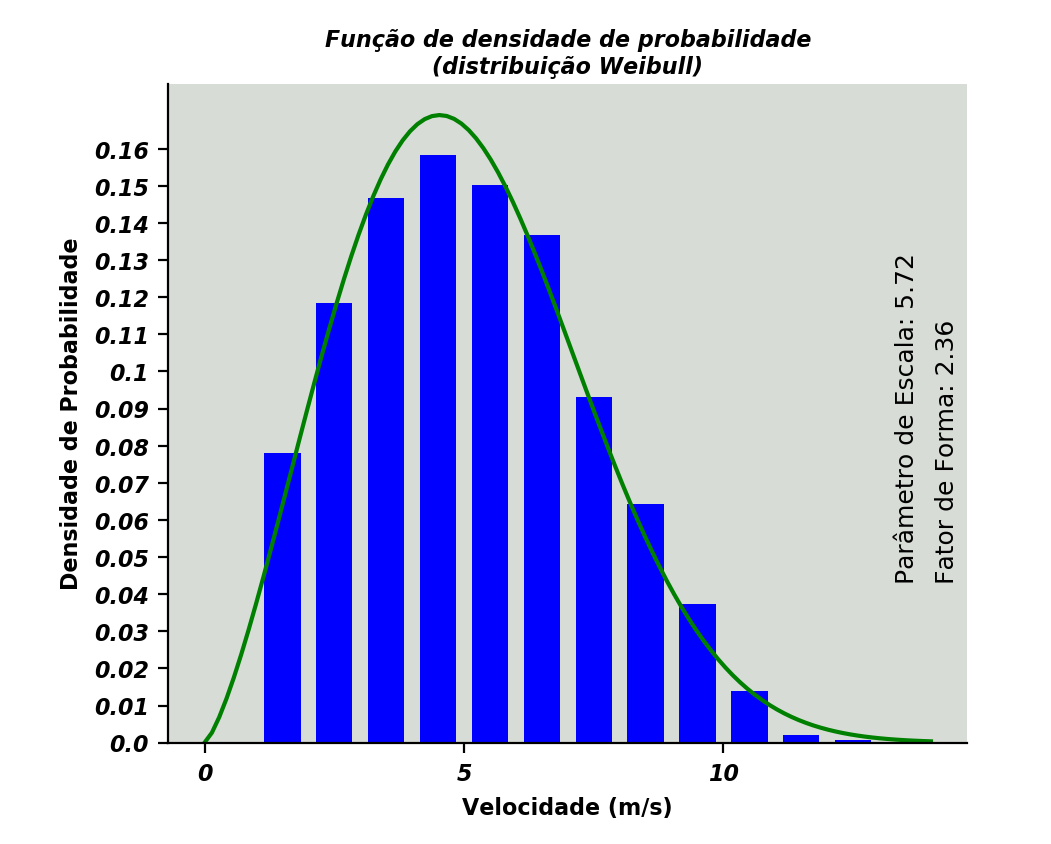 Função de densidade de probabilidade
(distribuição Weibull)
Densidade de Probabilidade
0.16
0.15
0.14
0.13
0.12
0.11
0.1
0.09
0.08
0.07
0.06
0.05
0.04
0.03
0.02
0.01
0.0
Parâmetro de Escala: 5.72
Fator de Forma: 2.36
0 5 10
Velocidade (m/s)